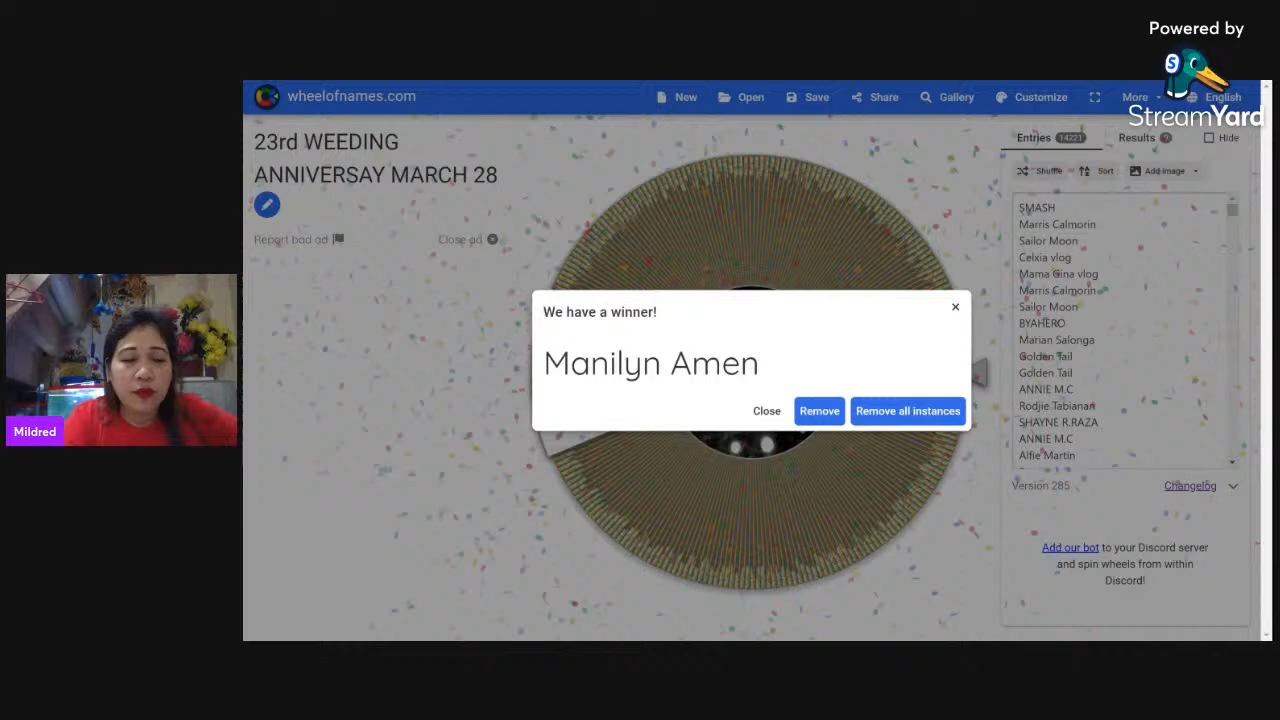 Powered by
StreamYard
wheelofnames.com
New
Open
Save
Share
Gallery
Customize
More
English
23rd WEEDING
ANNIVERSAY MARCH 28
Report bad ad
Close ad
Entries 14221
Results
Hide
Shuffle
Sort
Add image
SMASH
Marris Calmorin
Sailor Moon
Celxia vlog
Mama Gina vlog
Marris Calmorin
Sailor Moon
BYAHERO
Marian Salonga
Golden Tail
Golden Tail
ANNIE M.C
Rodjie Tabianan
SHAYNE R.RAZA
ANNIE M.C
Alfie Martin
We have a winner!
Manilyn Amen
Close
Remove
Remove all instances
Version 285
Changelog
Add our bot to your Discord server
and spin wheels from within
Discord!
Mildred